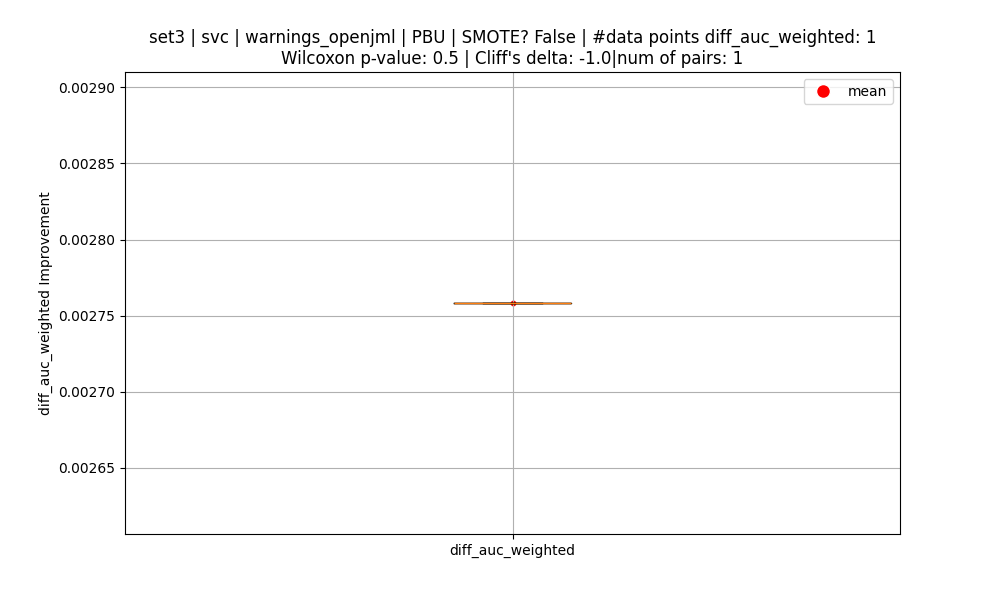 set3 | svc | warnings_openjml | PBU | SMOTE? False | #data points diff_auc_weighted: 1
Wilcoxon p-value: 0.5 | Cliff's delta: -1.0|num of pairs: 1
mean
0.00290
0.00285
0.00280
0.00275
0.00270
0.00265
diff_auc_weighted Improvement
diff_auc_weighted